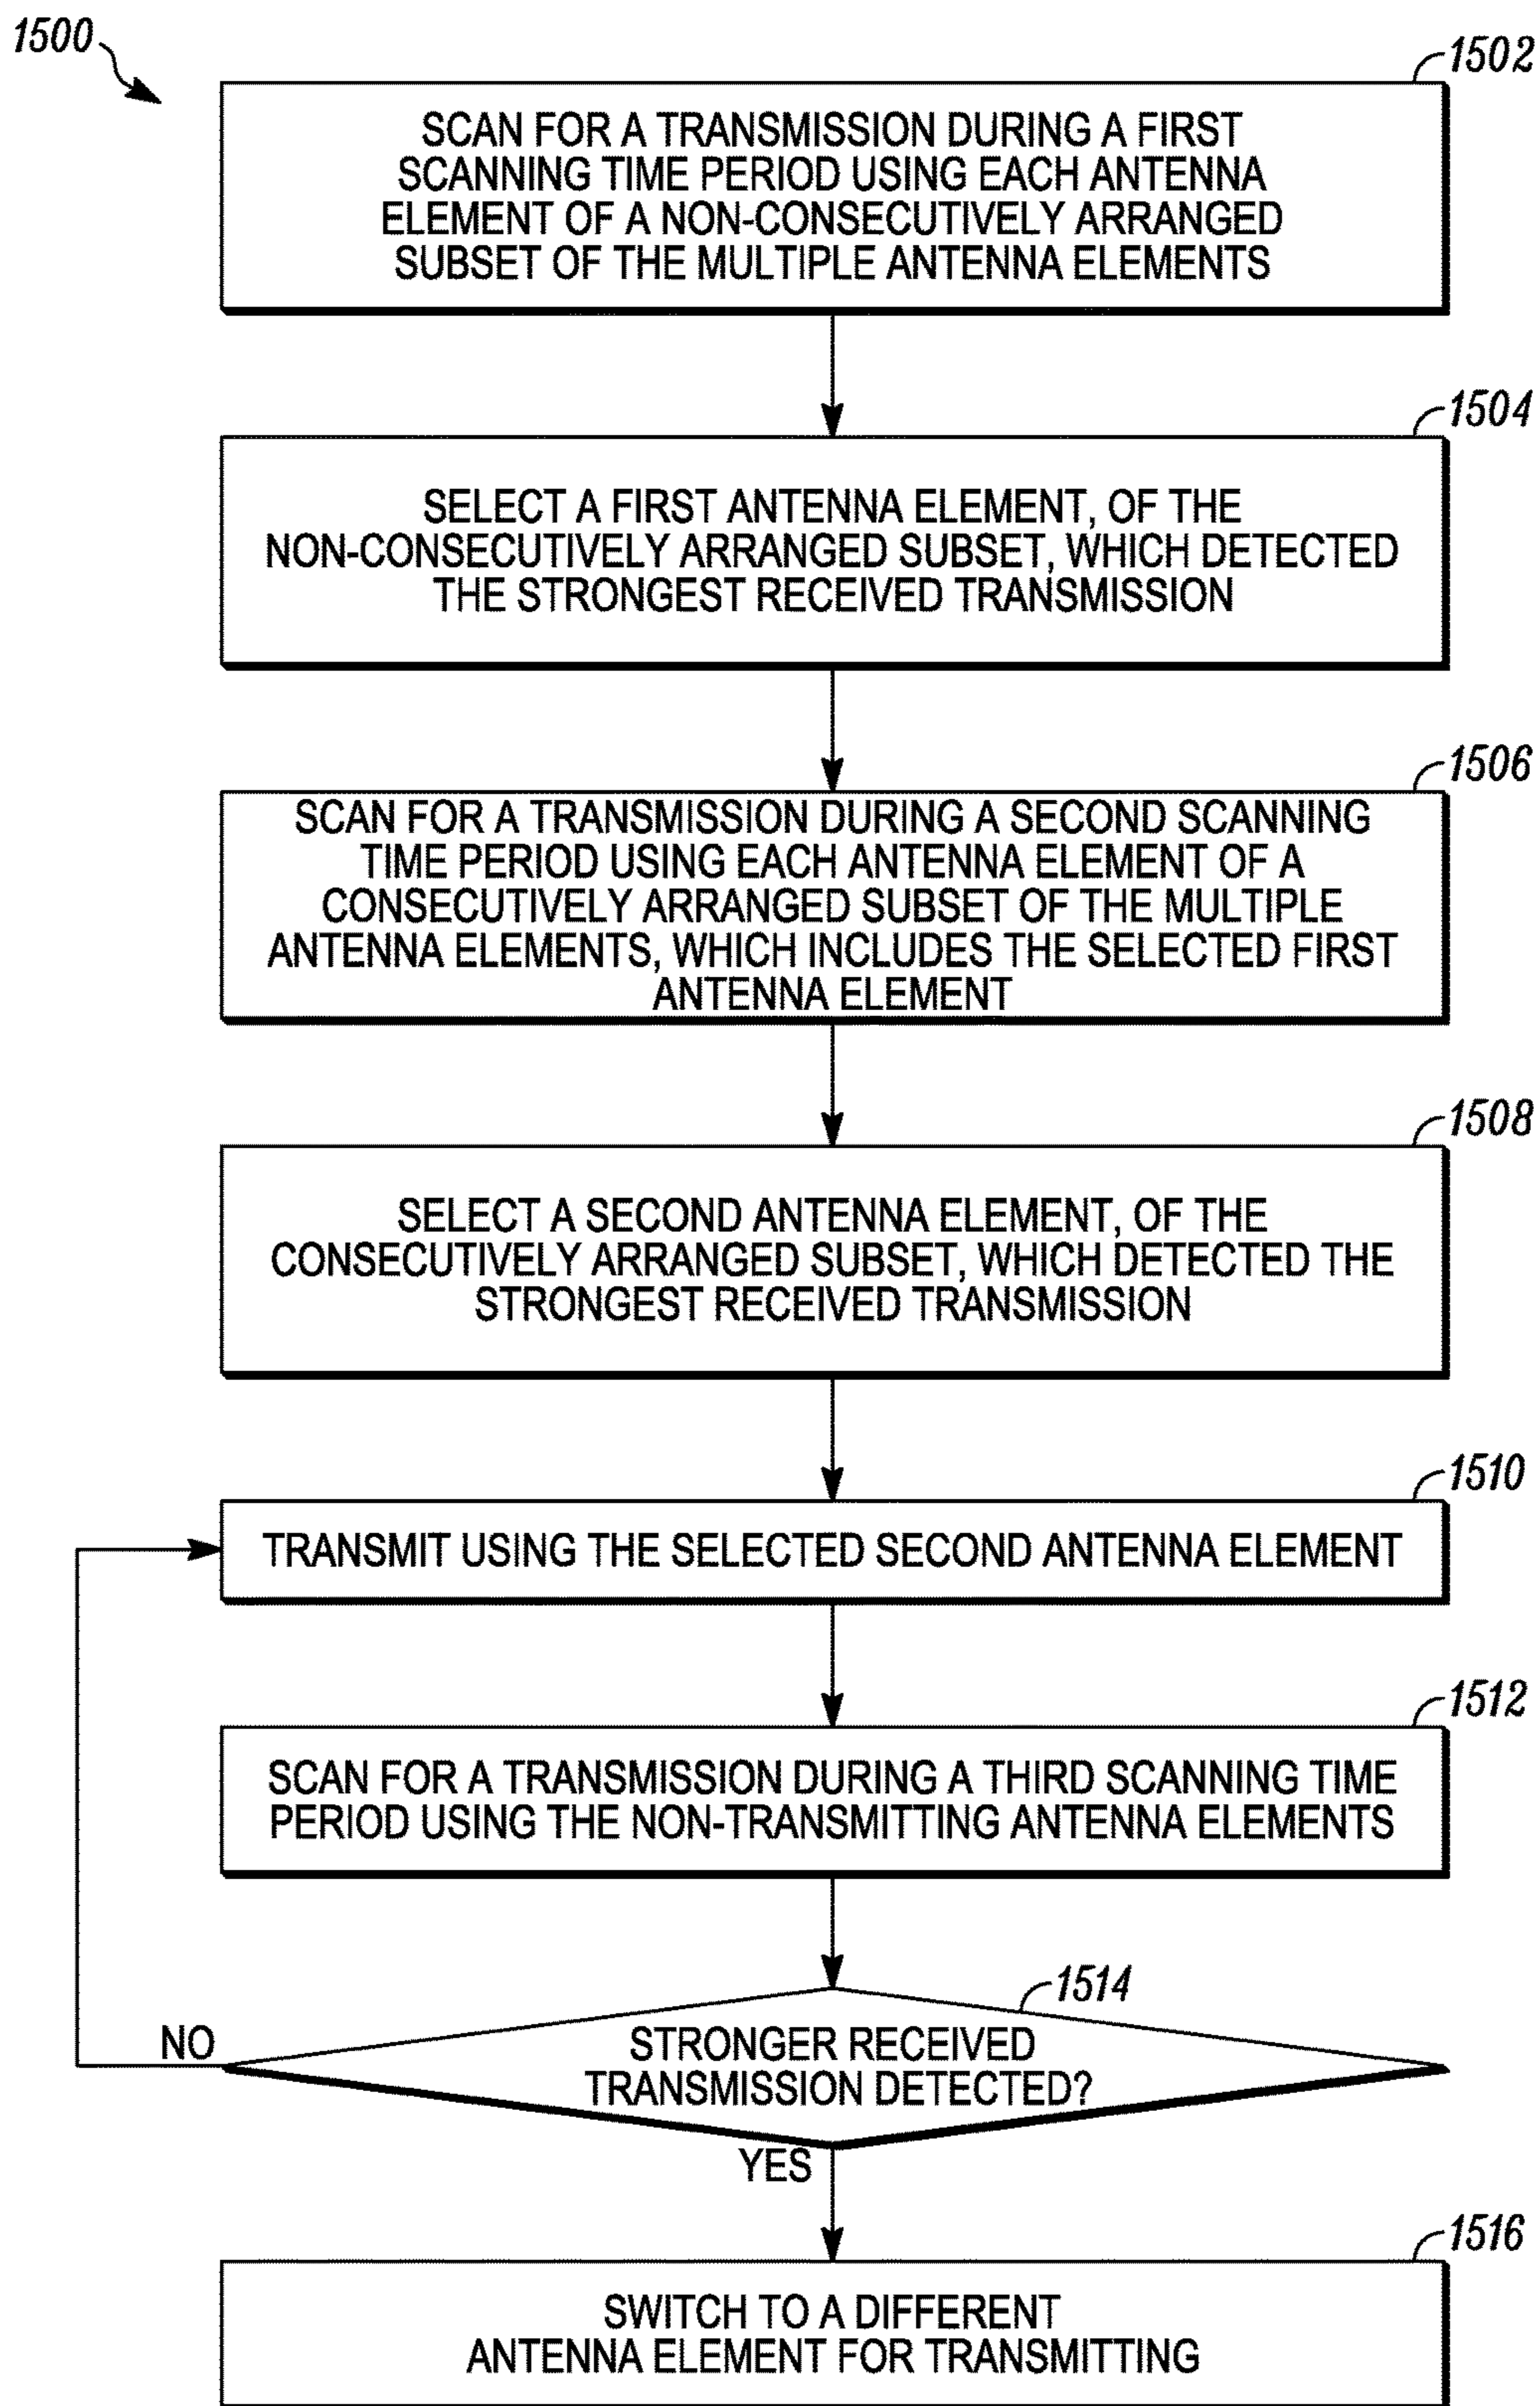 1500
1502
SCAN FOR A TRANSMISSION DURING A FIRST
SCANNING TIME PERIOD USING EACH ANTENNA
ELEMENT OF A NON-CONSECUTIVELY ARRANGED
SUBSET OF THE MULTIPLE ANTENNA ELEMENTS
1504
SELECT A FIRST ANTENNA ELEMENT, OF THE
NON-CONSECUTIVELY ARRANGED SUBSET, WHICH DETECTED
THE STRONGEST RECEIVED TRANSMISSION
1506
SCAN FOR A TRANSMISSION DURING A SECOND SCANNING
TIME PERIOD USING EACH ANTENNA ELEMENT OF A
CONSECUTIVELY ARRANGED SUBSET OF THE MULTIPLE
ANTENNA ELEMENTS, WHICH INCLUDES THE SELECTED FIRST
ANTENNA ELEMENT
1508
SELECT A SECOND ANTENNA ELEMENT, OF THE
CONSECUTIVELY ARRANGED SUBSET, WHICH DETECTED THE
STRONGEST RECEIVED TRANSMISSION
1510
TRANSMIT USING THE SELECTED SECOND ANTENNA ELEMENT
1512
SCAN FOR A TRANSMISSION DURING A THIRD SCANNING TIME
PERIOD USING THE NON-TRANSMITTING ANTENNA ELEMENTS
1514
NO
STRONGER RECEIVED
TRANSMISSION DETECTED?
YES
1516
SWITCH TO A DIFFERENT
ANTENNA ELEMENT FOR TRANSMITTING